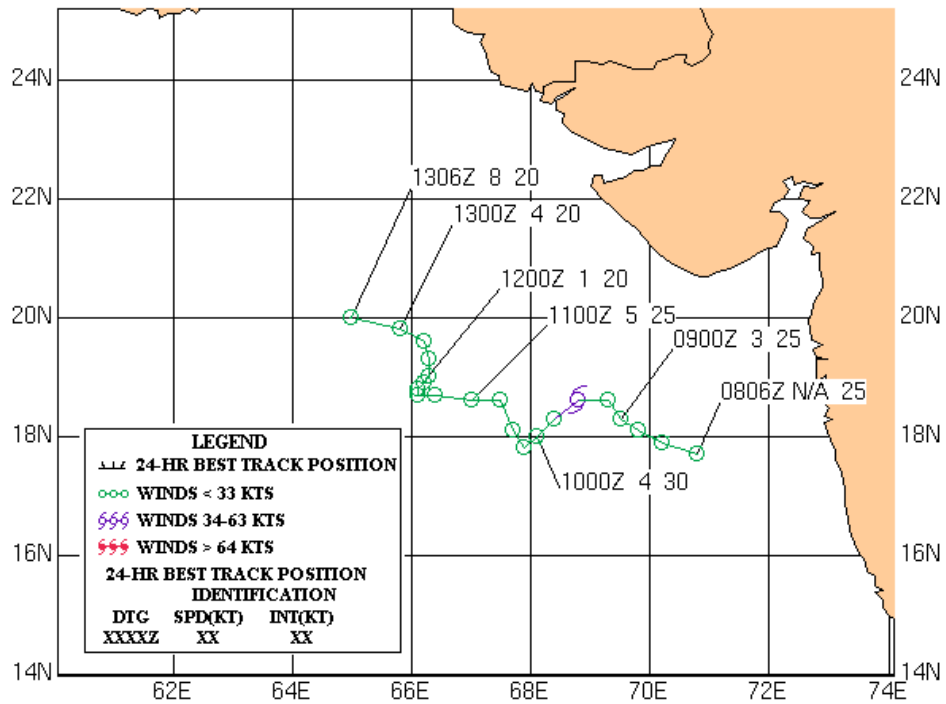 24N 24N
22N 22N
20N 20N
18N 18N
16N 16N
14N 14N
62E 64E 66E 68E 70E 72E 74E
1306Z 8 20
1300Z 4 20
1200Z 1 20
1100Z 5 25
0900Z 3 25
0806Z N/A 25
1000Z 4 30
LEGEND
24-HR BEST TRACK POSITION
WINDS < 33 KTS
WINDS 34-63 KTS
WINDS > 64 KTS
24-HR BEST TRACK POSITION
IDENTIFICATION
DTG SPD(KT) INT(KT)
XXXXZ XX XX